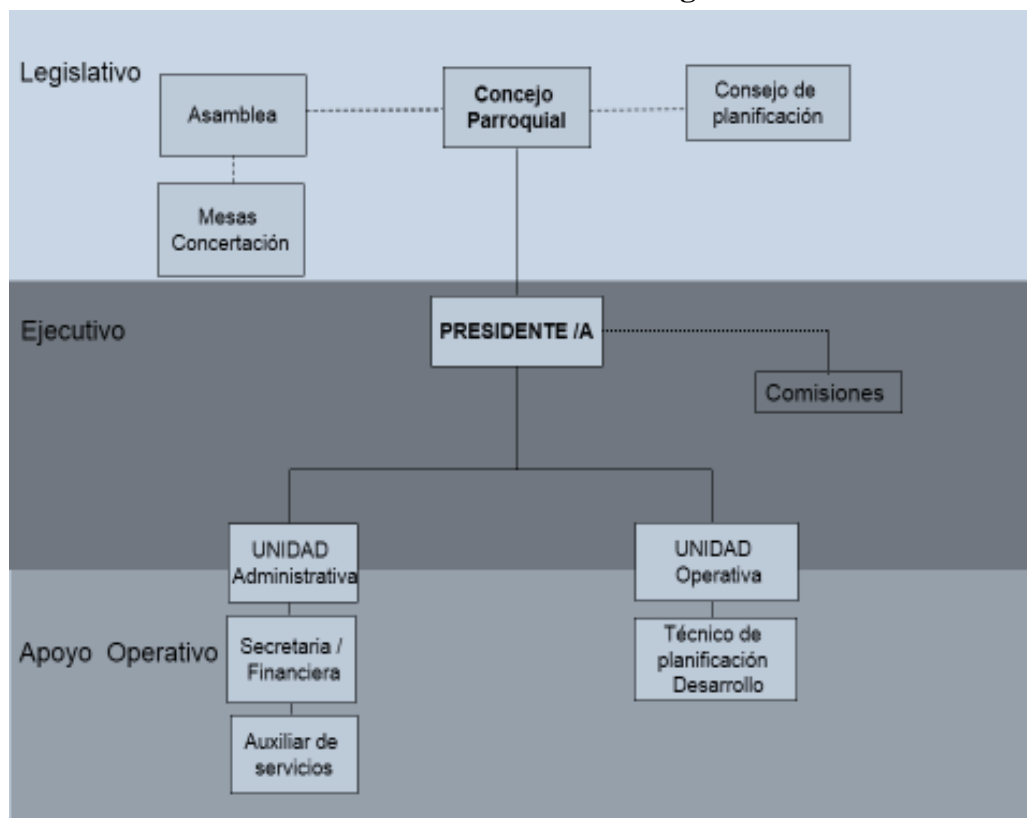 Legislativo
Asamblea
Concejo
Parroquial
Consejo de
planificación
Mesas
Concertación
Ejecutivo
PRESIDENTE /A
Comisiones
UNIDAD
Administrativa
UNIDAD
Operativa
Apoyo Operativo
Secretaria /
Financiera
Técnico de
planificación
Desarrollo
Auxiliar de
servicios